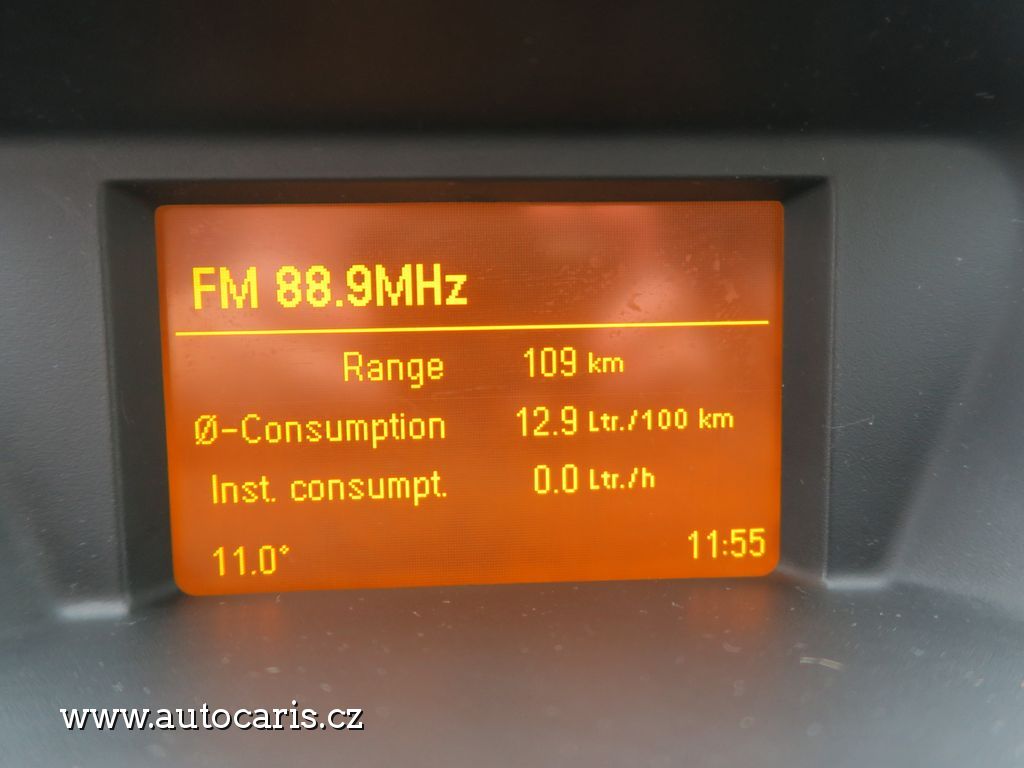 FM 88.9MHz
Range 109 km
Ø-Consumption 12.9 Ltr./100 km
Inst. consumpt. 0.0 Ltr./h
11.0° 11:55
www.autocaris.cz